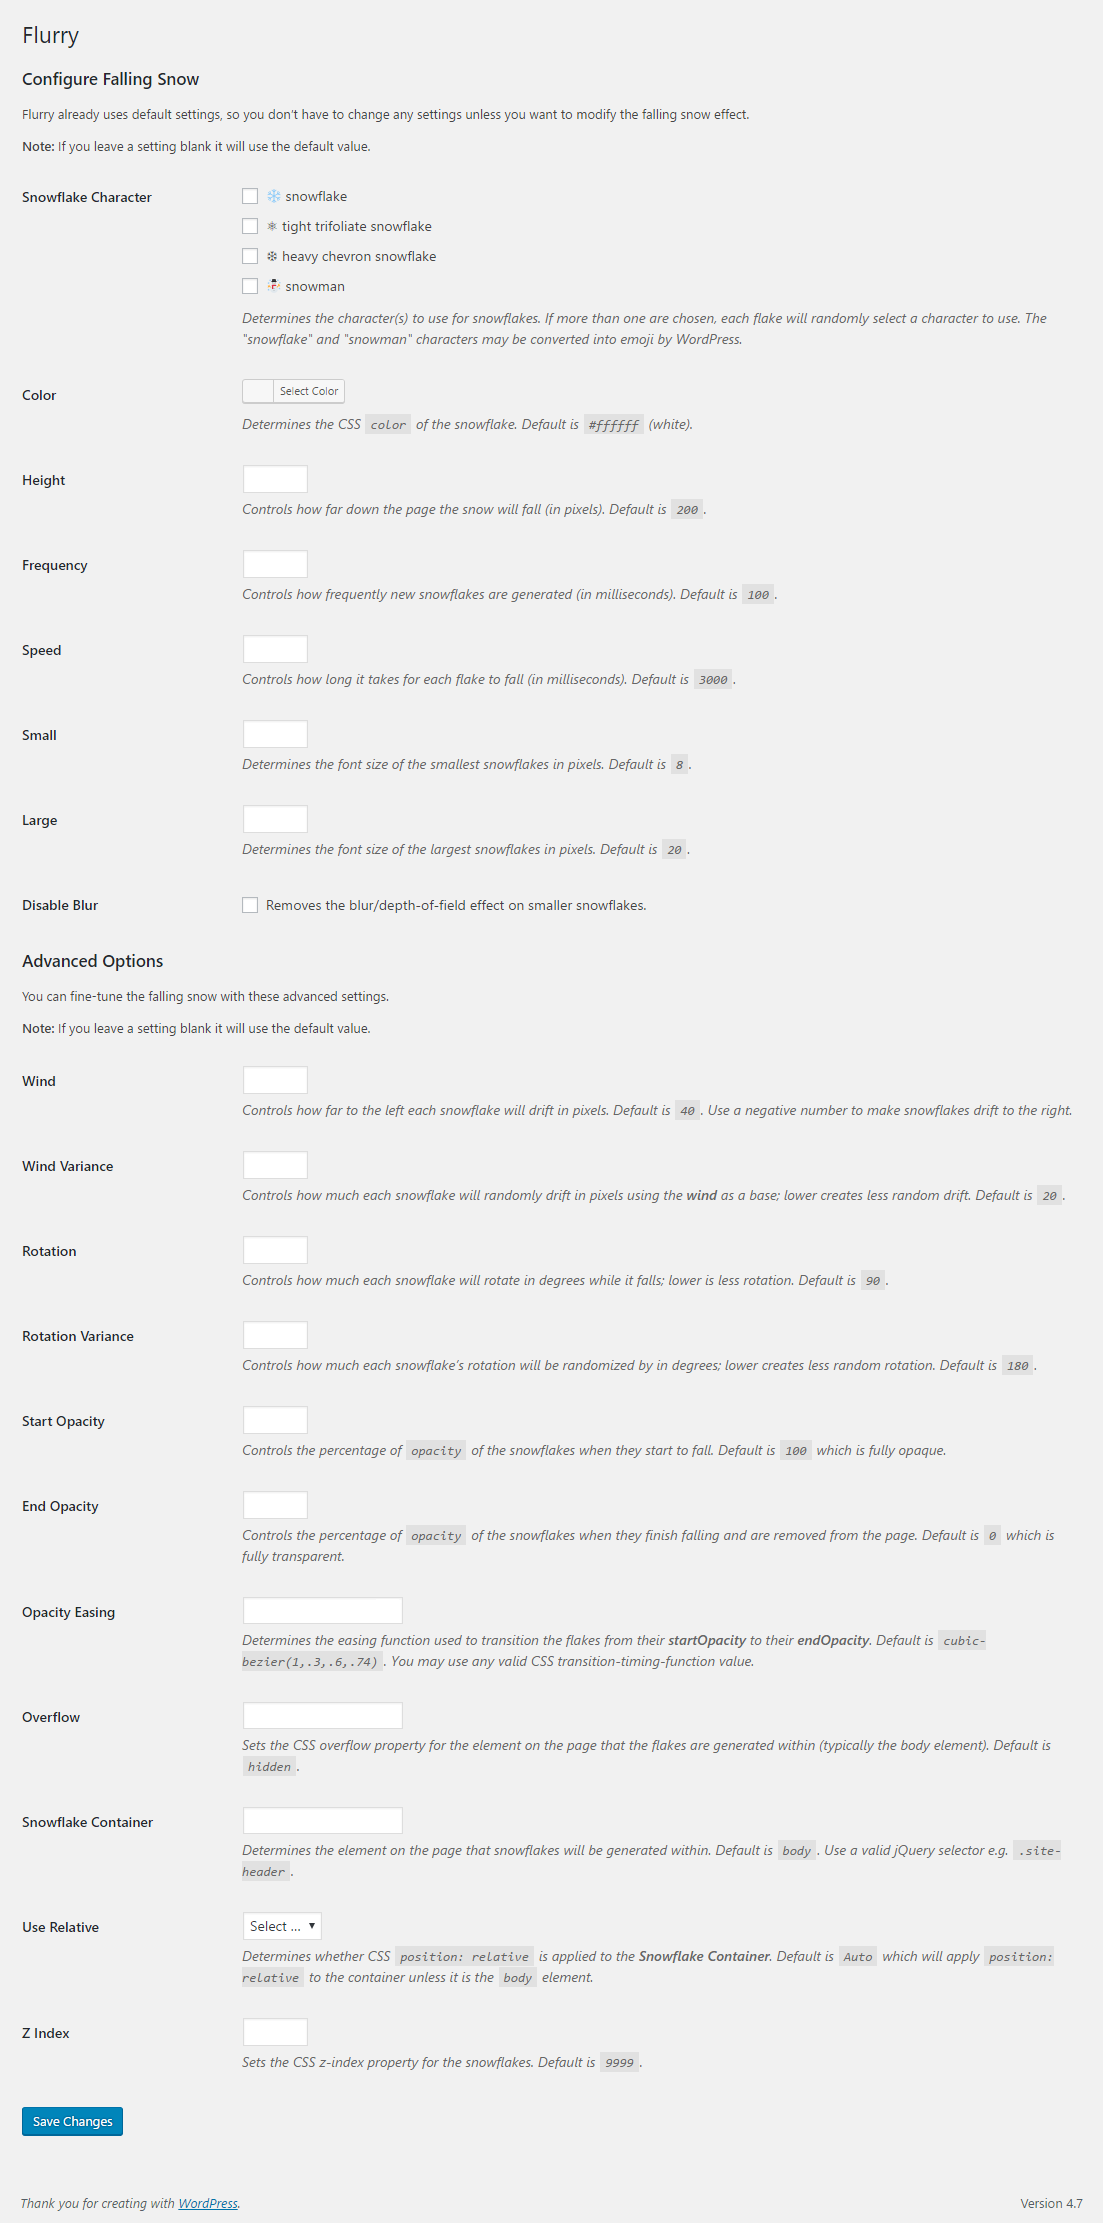 Flurry
Configure Falling Snow
Flurry already uses default settings, so you don't have to change any settings unless you want to modify the falling snow effect.
Note: If you leave a setting blank it will use the default value.
Snowflake Character
❄ snowflake
⚛ tight trifoliate snowflake
❆ heavy chevron snowflake
⛄ snowman
Determines the character(s) to use for snowflakes. If more than one are chosen, each flake will randomly select a character to use. The
"snowflake" and "snowman" characters may be converted into emoji by WordPress.
Color
Select Color
Determines the CSS color of the snowflake. Default is #ffffff (white).
Height
Controls how far down the page the snow will fall (in pixels). Default is 200.
Frequency
Controls how frequently new snowflakes are generated (in milliseconds). Default is 100.
Speed
Controls how long it takes for each flake to fall (in milliseconds). Default is 3000.
Small
Determines the font size of the smallest snowflakes in pixels. Default is 8.
Large
Determines the font size of the largest snowflakes in pixels. Default is 20.
Disable Blur
Removes the blur/depth-of-field effect on smaller snowflakes.
Advanced Options
You can fine-tune the falling snow with these advanced settings.
Note: If you leave a setting blank it will use the default value.
Wind
Controls how far to the left each snowflake will drift in pixels. Default is 40. Use a negative number to make snowflakes drift to the right.
Wind Variance
Controls how much each snowflake will randomly drift in pixels using the wind as a base; lower creates less random drift. Default is 20.
Rotation
Controls how much each snowflake will rotate in degrees while it falls; lower is less rotation. Default is 90.
Rotation Variance
Controls how much each snowflake's rotation will be randomized by in degrees; lower creates less random rotation. Default is 180.
Start Opacity
Controls the percentage of opacity of the snowflakes when they start to fall. Default is 100 which is fully opaque.
End Opacity
Controls the percentage of opacity of the snowflakes when they finish falling and are removed from the page. Default is 0 which is
fully transparent.
Opacity Easing
Determines the easing function used to transition the flakes from their startOpacity to their endOpacity. Default is cubic-
bezier(1,.3,.6,.74). You may use any valid CSS transition-timing-function value.
Overflow
Sets the CSS overflow property for the element on the page that the flakes are generated within (typically the body element). Default is
hidden.
Snowflake Container
Determines the element on the page that snowflakes will be generated within. Default is body. Use a valid jQuery selector e.g. .site-
header.
Use Relative
Select ...
Determines whether CSS position: relative is applied to the Snowflake Container. Default is Auto which will apply position:
relative to the container unless it is the body element.
Z Index
Sets the CSS z-index property for the snowflakes. Default is 9999.
Save Changes
Thank you for creating with WordPress.
Version 4.7